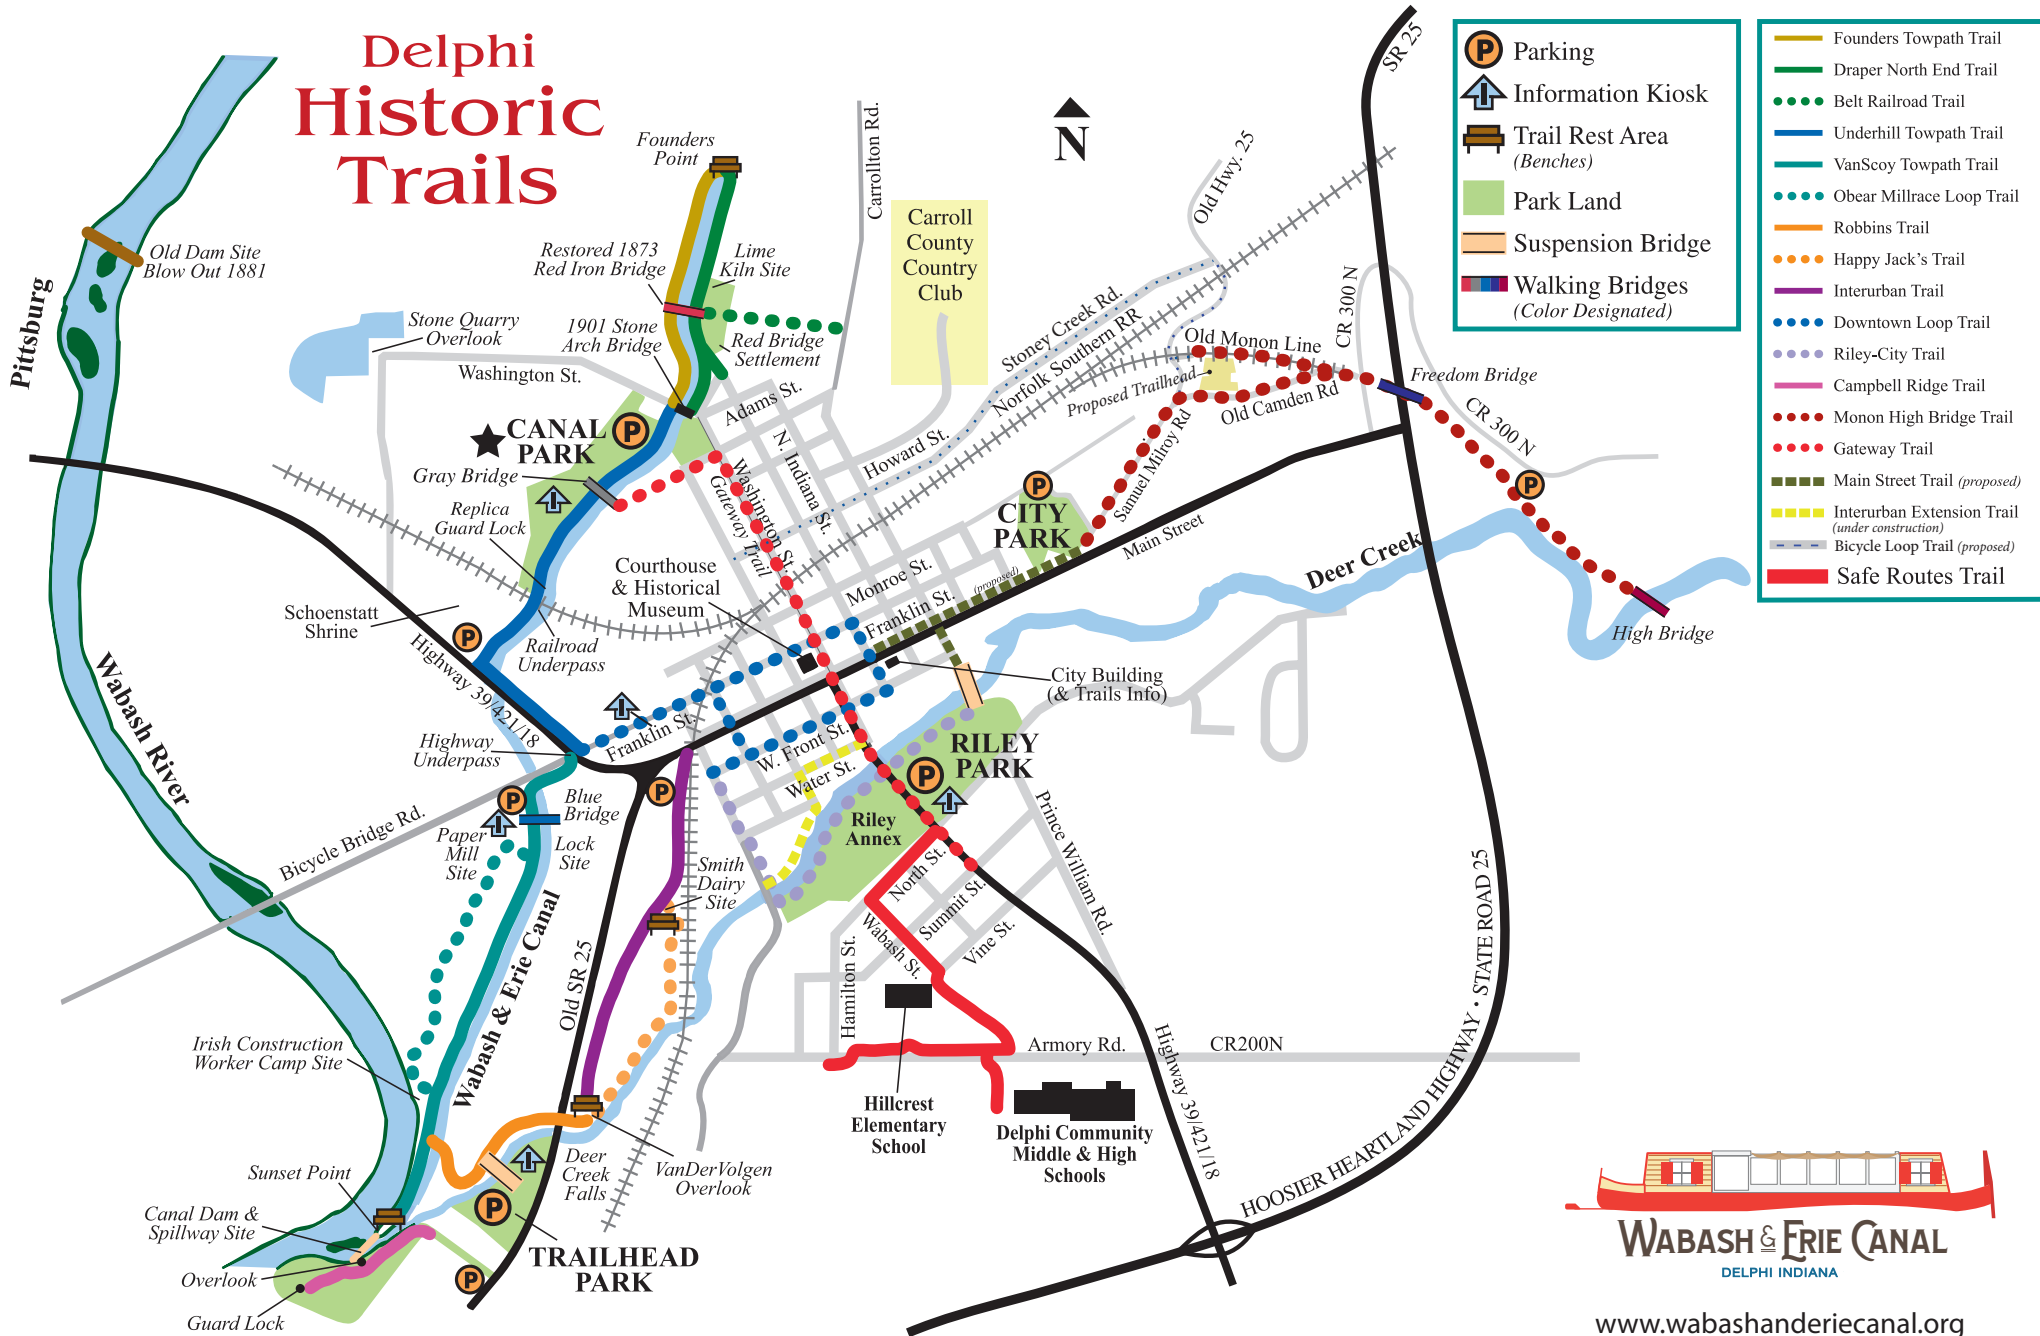 Delphi
Historic
Trails
N
Parking
Information Kiosk
Trail Rest Area
(Benches)
Park Land
Suspension Bridge
Walking Bridges
(Color Designated)
Founders Towpath Trail
Draper North End Trail
Belt Railroad Trail
Underhill Towpath Trail
VanScoy Towpath Trail
Obear Millrace Loop Trail
Robbins Trail
Happy Jack's Trail
Interurban Trail
Downtown Loop Trail
Riley-City Trail
Campbell Ridge Trail
Monon High Bridge Trail
Gateway Trail
Main Street Trail (proposed)
Interurban Extension Trail
(under construction)
Bicycle Loop Trail (proposed)
Safe Routes Trail
P
P
P
P
P
P
P
P
P
P
SR 25
Founders
Point
Carrollton Rd.
Old Hwy. 25
Carroll
County
Country
Club
Old Dam Site
Blow Out 1881
Pittsburg
Restored 1873
Red Iron Bridge
Lime
Kiln Site
Stone Quarry
Overlook
1901 Stone
Arch Bridge
Red Bridge
Settlement
Washington St.
Adams St.
Stoney Creek Rd.
Norfolk Southern RR
CR 300 N
Old Monon Line
Proposed Trailhead
Freedom Bridge
Old Camden Rd
CR 300 N
Samuel Milroy Rd
CANAL
PARK
Gray Bridge
N. Indiana St.
Howard St.
Washington St.
Gateway Trail
Replica
Guard Lock
CITY
PARK
Main Street
Deer Creek
Courthouse
& Historical
Museum
Monroe St.
Franklin St.
(proposed)
Schoenstatt
Shrine
Highway 39/421/18
Railroad
Underpass
High Bridge
City Building
(& Trails Info)
Wabash River
Franklin St.
Highway
Underpass
W. Front St.
Water St.
RILEY
PARK
Riley
Annex
Blue
Bridge
Bicycle Bridge Rd.
Paper
Mill
Site
Lock
Site
Smith
Dairy
Site
North St.
Summit St.
Vine St.
Wabash St.
Hamilton St.
Prince William Rd.
Wabash & Erie Canal
Old SR 25
Irish Construction
Worker Camp Site
Armory Rd.
CR200N
Highway 39/421/18
HOOSIER HEARTLAND HIGHWAY • STATE ROAD 25
Hillcrest
Elementary
School
Delphi Community
Middle & High
Schools
Sunset Point
Deer
Creek
Falls
VanDerVolgen
Overlook
Canal Dam &
Spillway Site
Overlook
Guard Lock
TRAILHEAD
PARK
WABASH & ERIE CANAL
DELPHI INDIANA
www.wabashanderiecanal.org